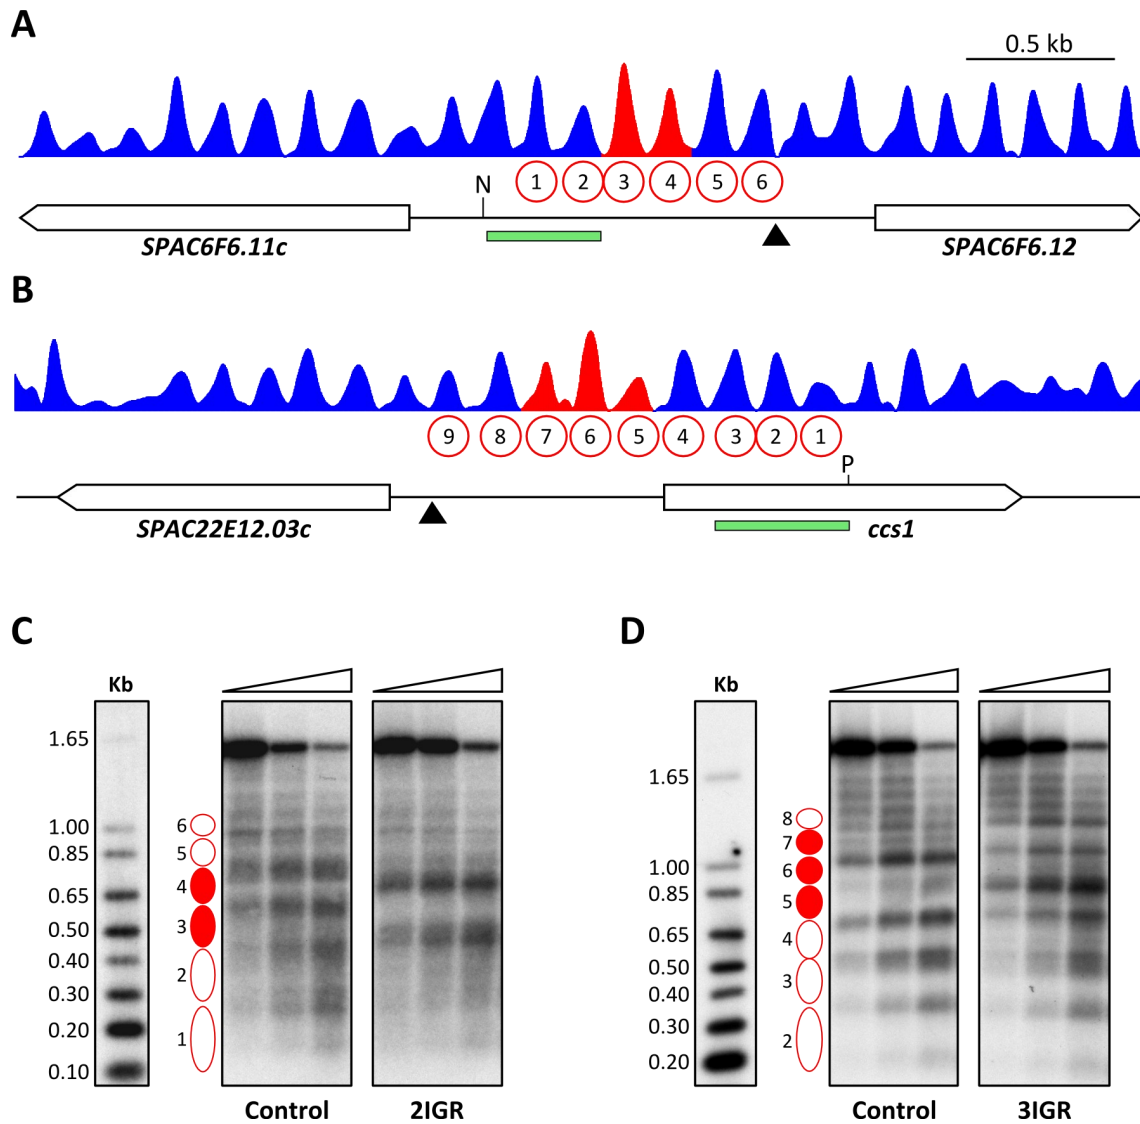 A
0.5 kb
N
1 2 3 4 5 6
SPAC6F6.11c
SPAC6F6.12
B
9 8 7 6 5 4 3 2 1
P
SPAC22E12.03c
ccs1
C
Kb
1.65
1.00
0.85
0.65
0.50
0.40
0.30
0.20
0.10
6
5
4
3
2
1
Control
2IGR
D
Kb
1.65
1.00
0.85
0.65
0.50
0.40
0.30
0.20
8
7
6
5
4
3
2
Control
3IGR